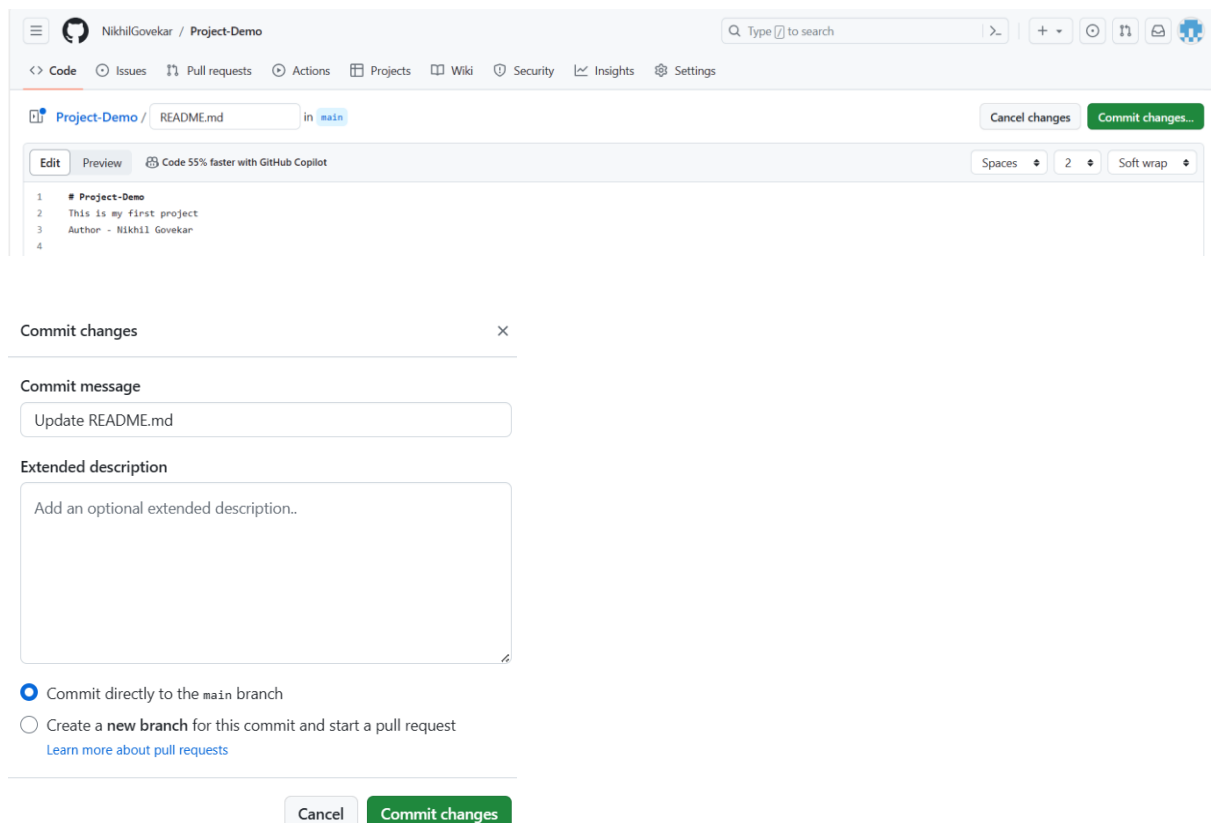 NikhilGovekar / Project-Demo Type / to search
Code Issues Pull requests Actions Projects Wiki Security Insights Settings
Project-Demo / README.md in main Cancel changes Commit changes...
Edit Preview Code 55% faster with GitHub Copilot Spaces 2 Soft wrap
1 # Project-Demo
2 This is my first project
3 Author - Nikhil Govekar
4
Commit changes
Commit message
Update README.md
Extended description
Add an optional extended description..
Commit directly to the main branch
Create a new branch for this commit and start a pull request
Learn more about pull requests
Cancel Commit changes